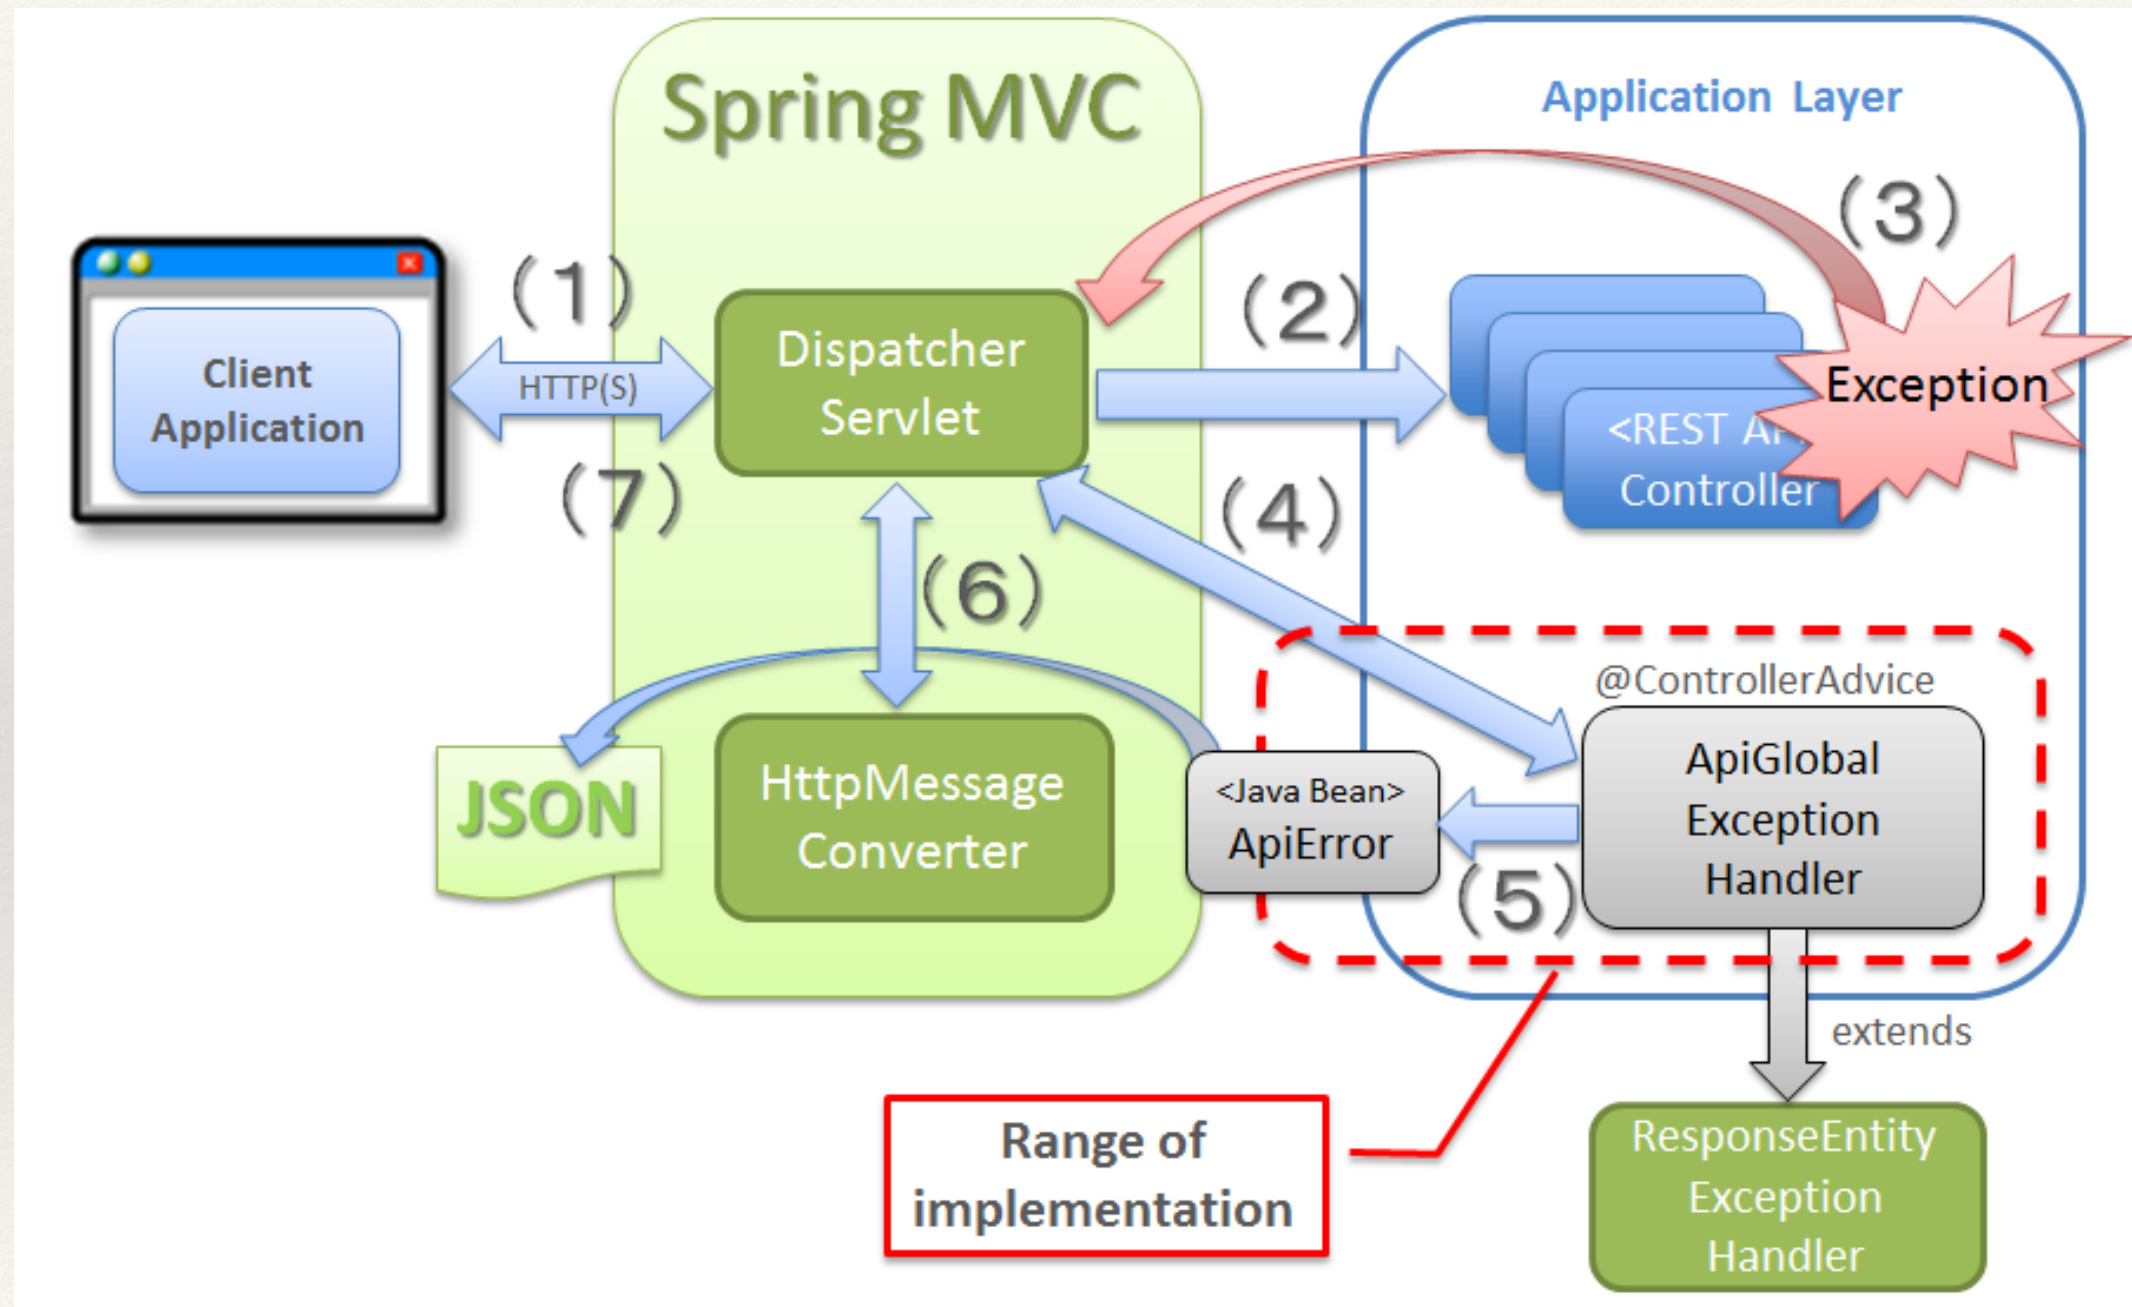 Spring MVC
Application Layer
(3)
(1)
(2)
Dispatcher
Servlet
Client
Application
HTTP(S)
Exception
<REST
Controller
(7)
(4)
(6)
@ControllerAdvice
ApiGlobal
Exception
Handler
HttpMessage
Converter
JSON
<Java Bean>
ApiError
(5)
extends
Range of
implementation
ResponseEntity
Exception
Handler